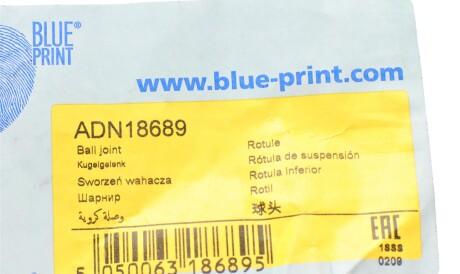 BLUE®
PRINT
www.blue-print.com
ADN18689
Ball joint
Kugelgelenk
Sworzeń wahacza
Шарнир
وصلة كروية
Rotule
Rótula de suspensión
Rotula Inferior
Rotil
球头
EAC
1SSS
0209
5 050063 186895